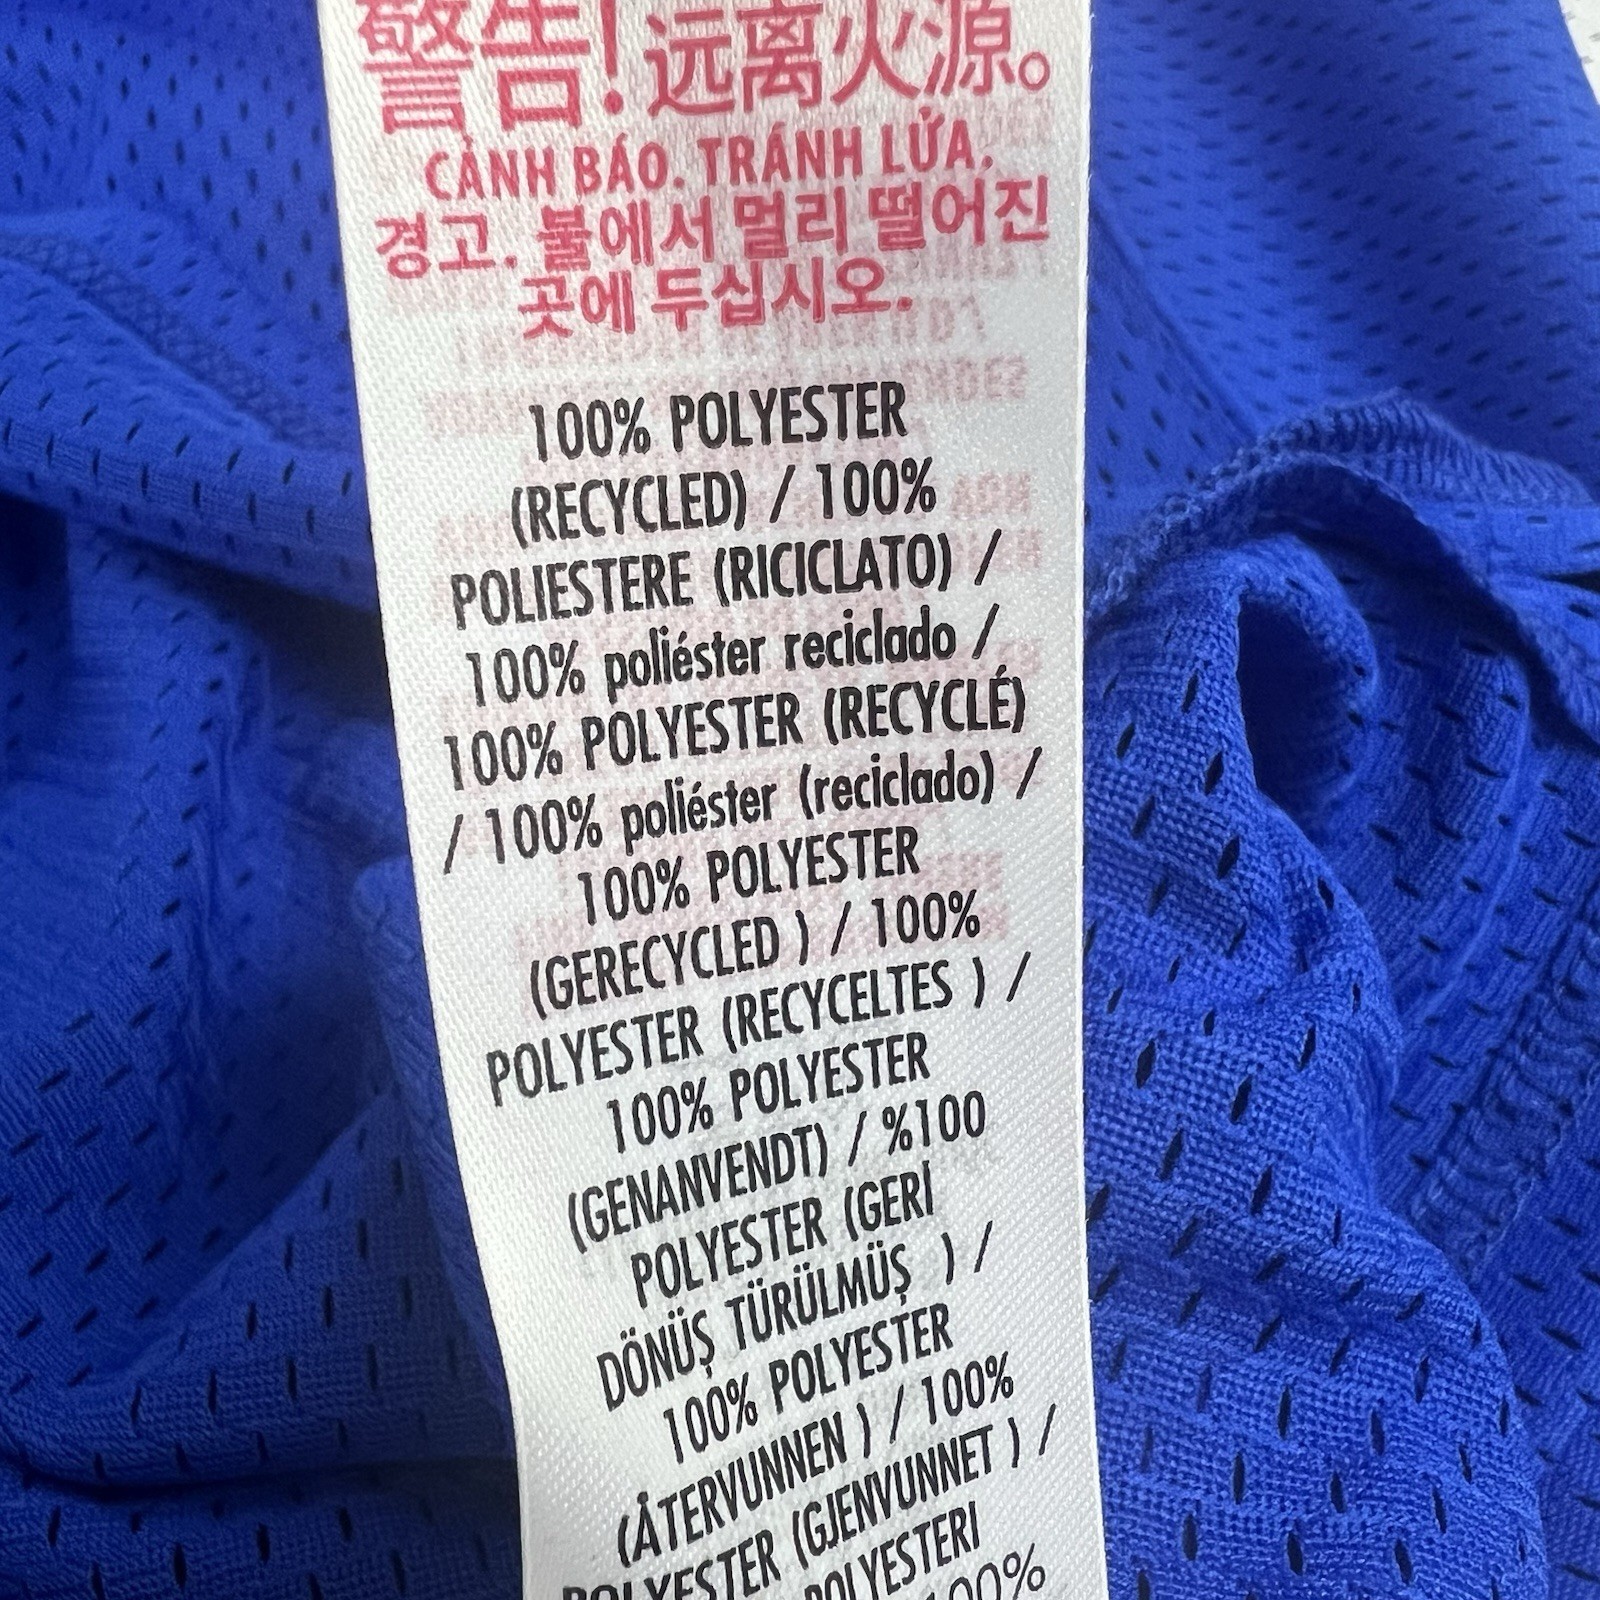 警告!远离火源。
CẢNH BÁO. TRÁNH LỬA.
경고. 불에서 멀리 떨어진
곳에 두십시오.
100% POLYESTER
(RECYCLED) / 100%
POLIESTERE (RICICLATO) /
100% poliéster reciclado /
100% POLYESTER (RECYCLÉ)
/ 100% poliéster (reciclado) /
100% POLYESTER
(GERECYCLED ) / 100%
POLYESTER (RECYCELTES ) /
100% POLYESTER
(GENANVENDT) / %100
POLYESTER (GERİ
DÖNÜŞ TÜRÜLMÜŞ ) /
100% POLYESTER
(ÅTERVUNNEN ) / 100%
POLYESTER (GJENVUNNET ) /
POLYESTERI
100%